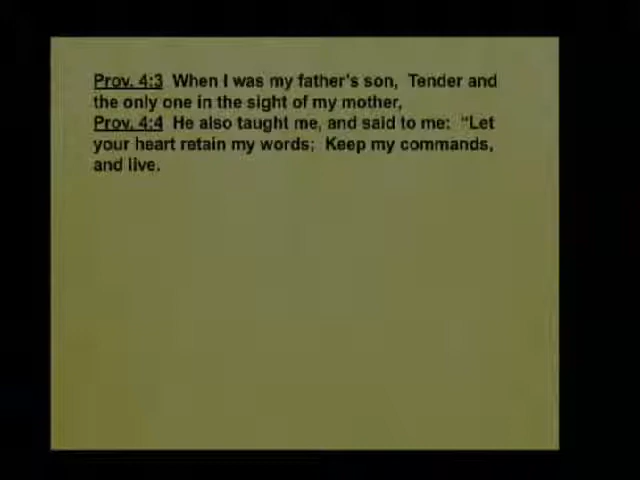 Prov. 4:3  When I was my father's son,  Tender and
the only one in the sight of my mother,
Prov. 4:4  He also taught me, and said to me:  "Let
your heart retain my words;  Keep my commands,
and live.